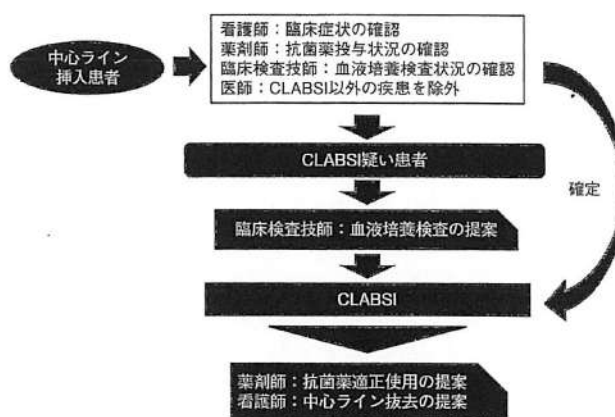 中心ライン
挿入患者
看護師：臨床症状の確認
薬剤師：抗菌薬投与状況の確認
臨床検査技師：血液培養検査状況の確認
医師：CLABSI以外の疾患を除外
CLABSI疑い患者
確定
臨床検査技師：血液培養検査の提案
CLABSI
薬剤師：抗菌薬適正使用の提案
看護師：中心ライン抜去の提案